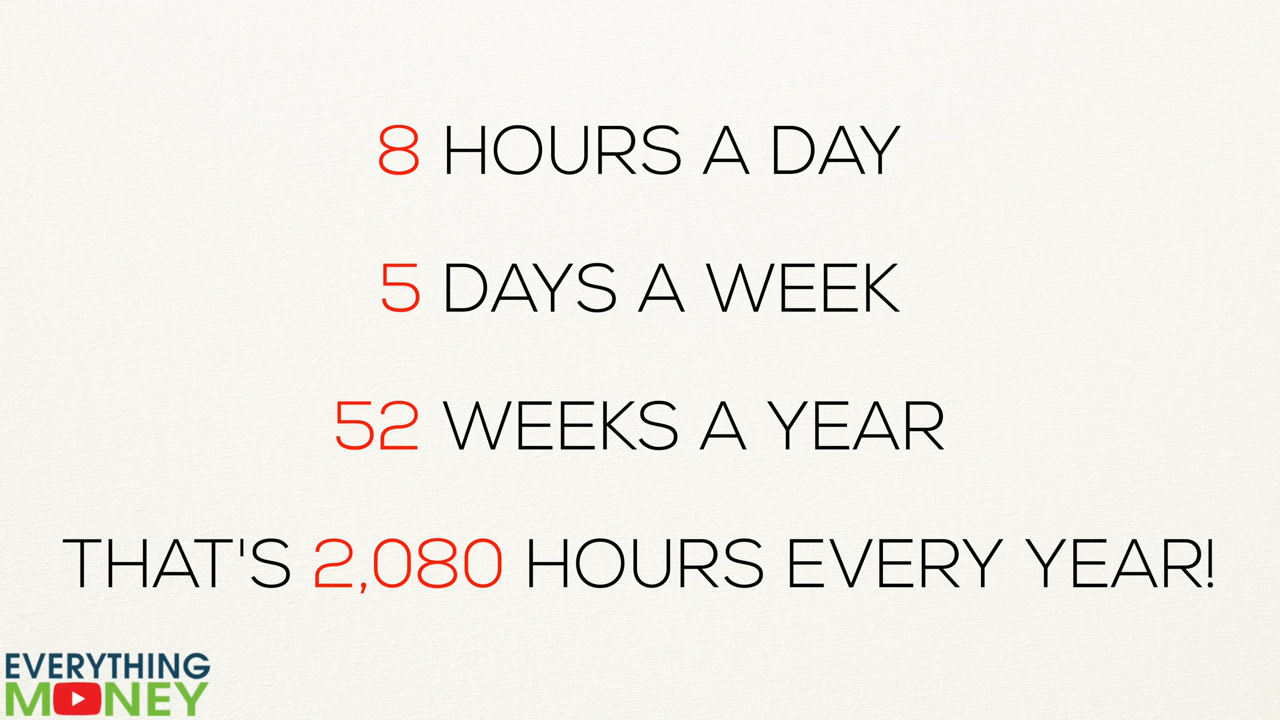 8 HOURS A DAY
5 DAYS A WEEK
52 WEEKS A YEAR
THAT'S 2,080 HOURS EVERY YEAR!
EVERYTHING
MONEY